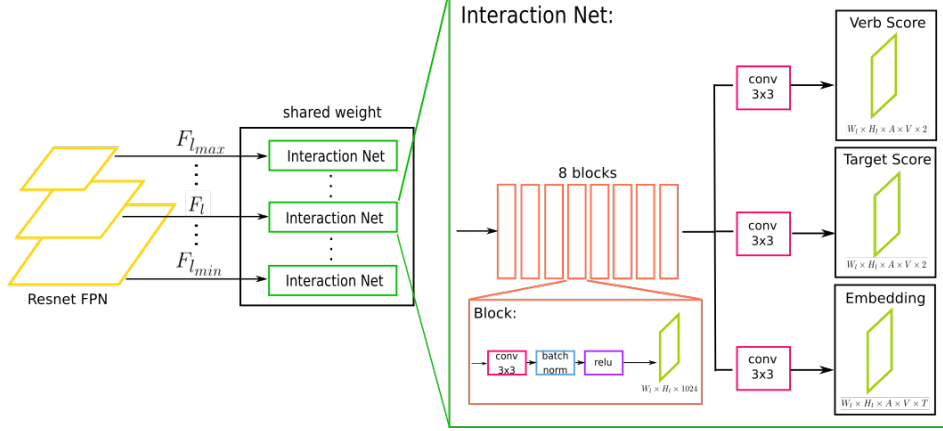 Interaction Net:
shared weight
F_{l_{max}}
Interaction Net
F_l
Interaction Net
F_{l_{min}}
Interaction Net
Resnet FPN
8 blocks
Block:
conv
3x3
batch
norm
relu
W_l × H_l × 1024
conv
3x3
Verb Score
W_l × H_l × A × V × 2
conv
3x3
Target Score
W_l × H_l × A × V × 2
conv
3x3
Embedding
W_l × H_l × A × V × T